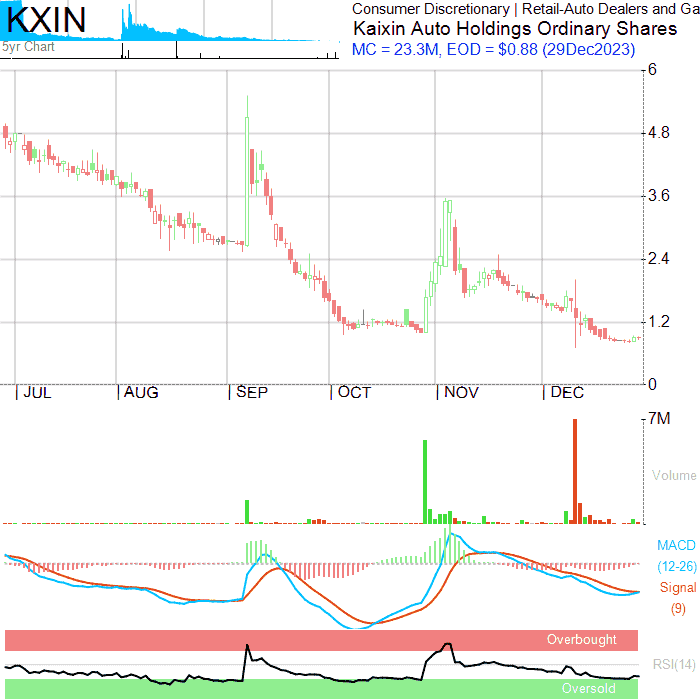 KXIN
5yr Chart
Consumer Discretionary | Retail-Auto Dealers and Ga
Kaixin Auto Holdings Ordinary Shares
MC = 23.3M, EOD = $0.88 (29Dec2023)
6
4.8
3.6
2.4
1.2
0
|JUL |AUG |SEP |OCT |NOV |DEC
7M
Volume
MACD
(12-26)
Signal
(9)
Overbought
RSI(14)
Oversold